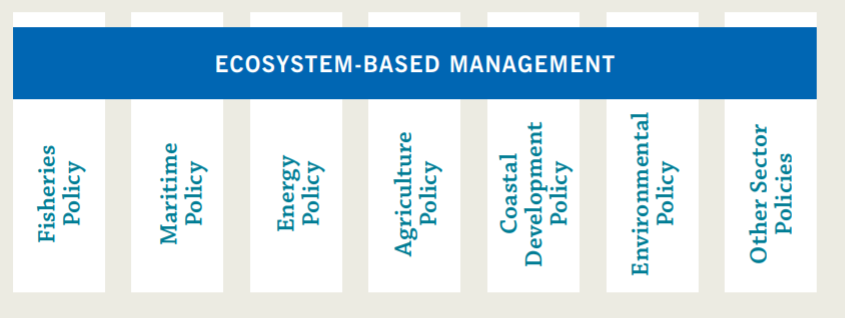 ECOSYSTEM-BASED MANAGEMENT
Fisheries
Policy
Maritime
Policy
Energy
Policy
Agriculture
Policy
Coastal
Development
Policy
Environmental
Policy
Other Sector
Policies